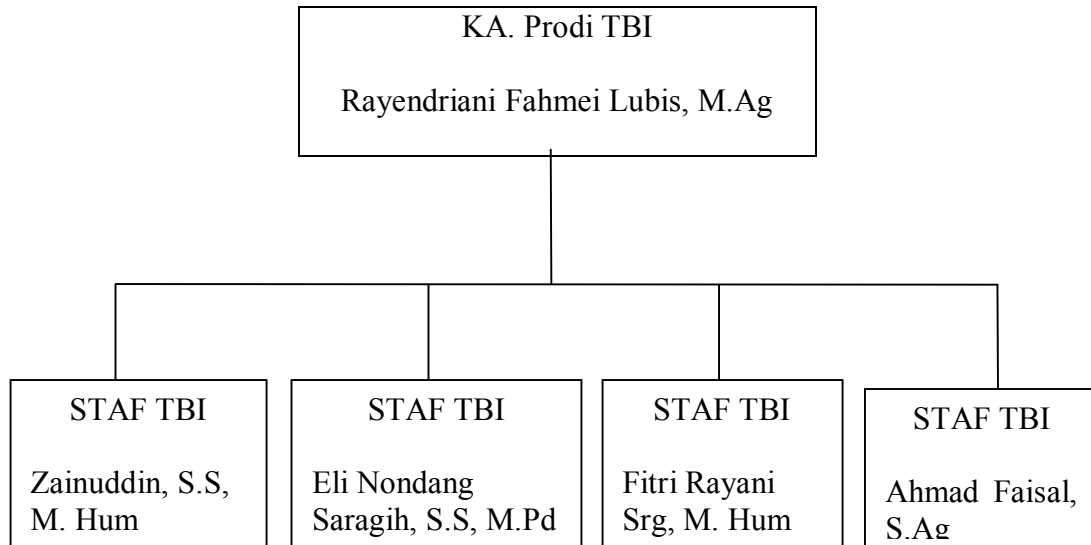 KA. Prodi TBI
Rayendriani Fahmei Lubis, M.Ag
STAF TBI
Zainuddin, S.S,
M. Hum
STAF TBI
Eli Nondang
Saragih, S.S, M.Pd
STAF TBI
Fitri Rayani
Srg, M. Hum
STAF TBI
Ahmad Faisal,
S.Ag